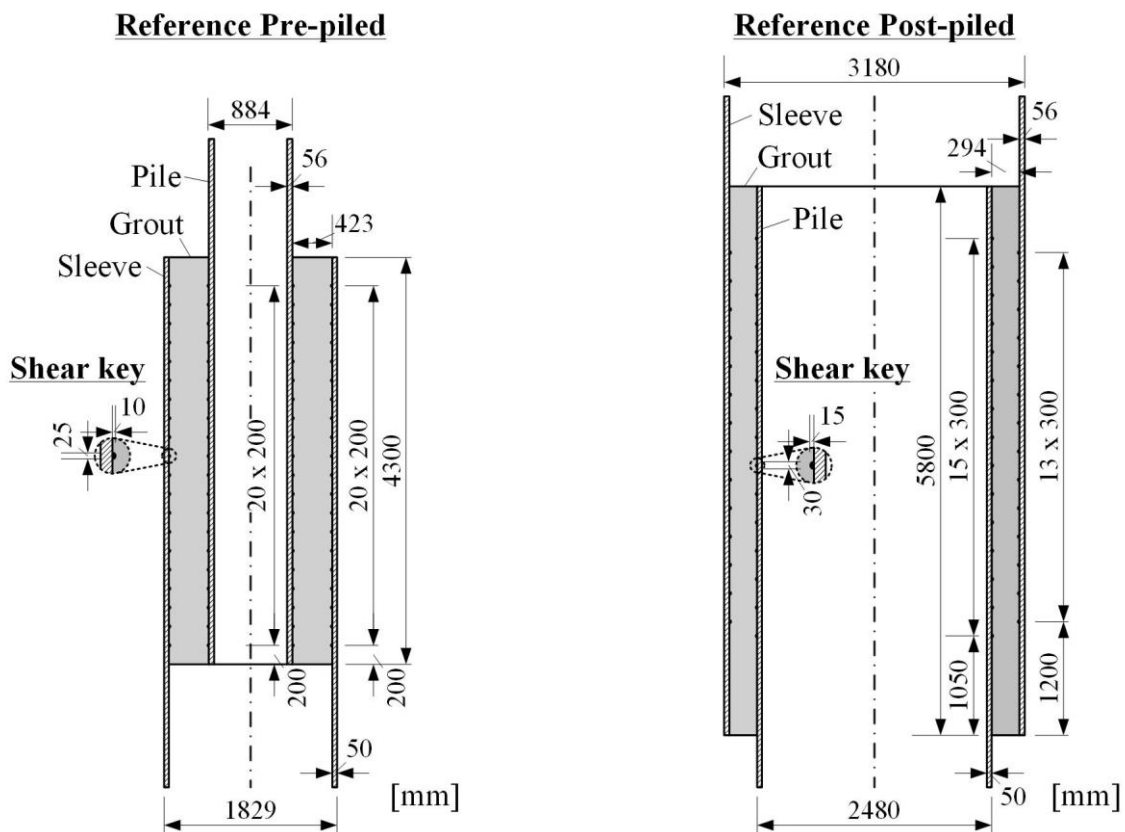 Reference Pre-piled
884
Pile
56
Grout
423
Sleeve
Shear key
10
25
20 x 200
20 x 200
4300
200
200
50
1829
[mm]
Reference Post-piled
3180
Sleeve
56
Grout
294
Pile
Shear key
15
30
5800
15 x 300
13 x 300
1050
1200
50
2480
[mm]